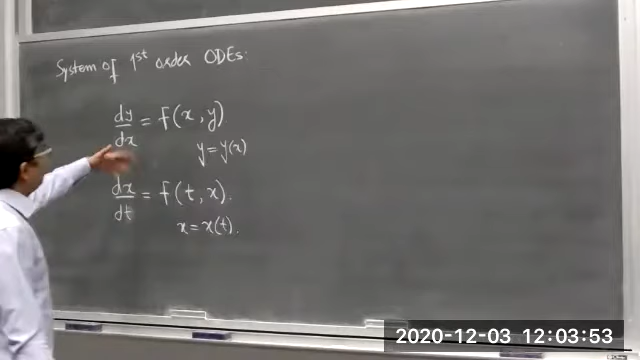 System of 1st order ODEs:
dy/dx = f(x, y).
y = y(x)
dx/dt = f(t, x).
x = x(t).
2020-12-03 12:03:53